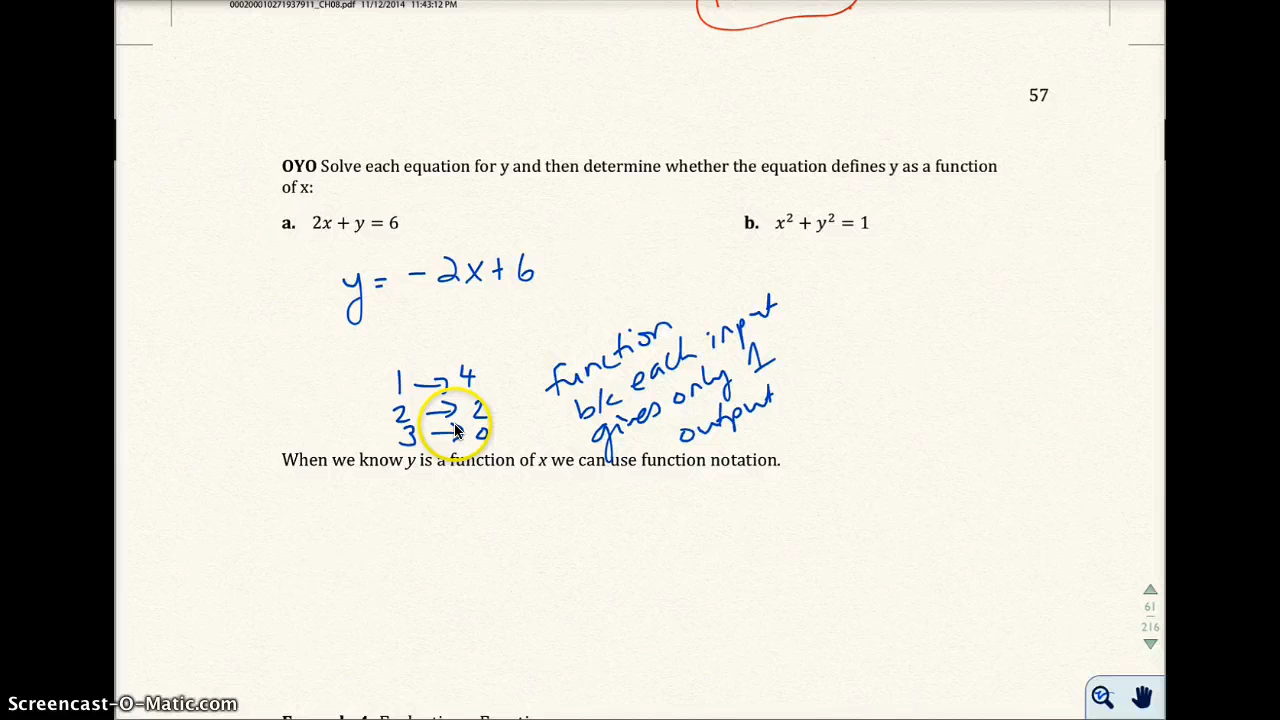 000200010271937911_CH08.pdf 11/12/2014 11:43:12 PM
57
OYO Solve each equation for y and then determine whether the equation defines y as a function
of x:
a. 2x + y = 6
b. x² + y² = 1
y = - 2x + 6
1 → 4
2 → 2
3 → 0
function
b/c each input
gives only 1
output
When we know y is a function of x we can use function notation.
61
216
Screencast-O-Matic.com